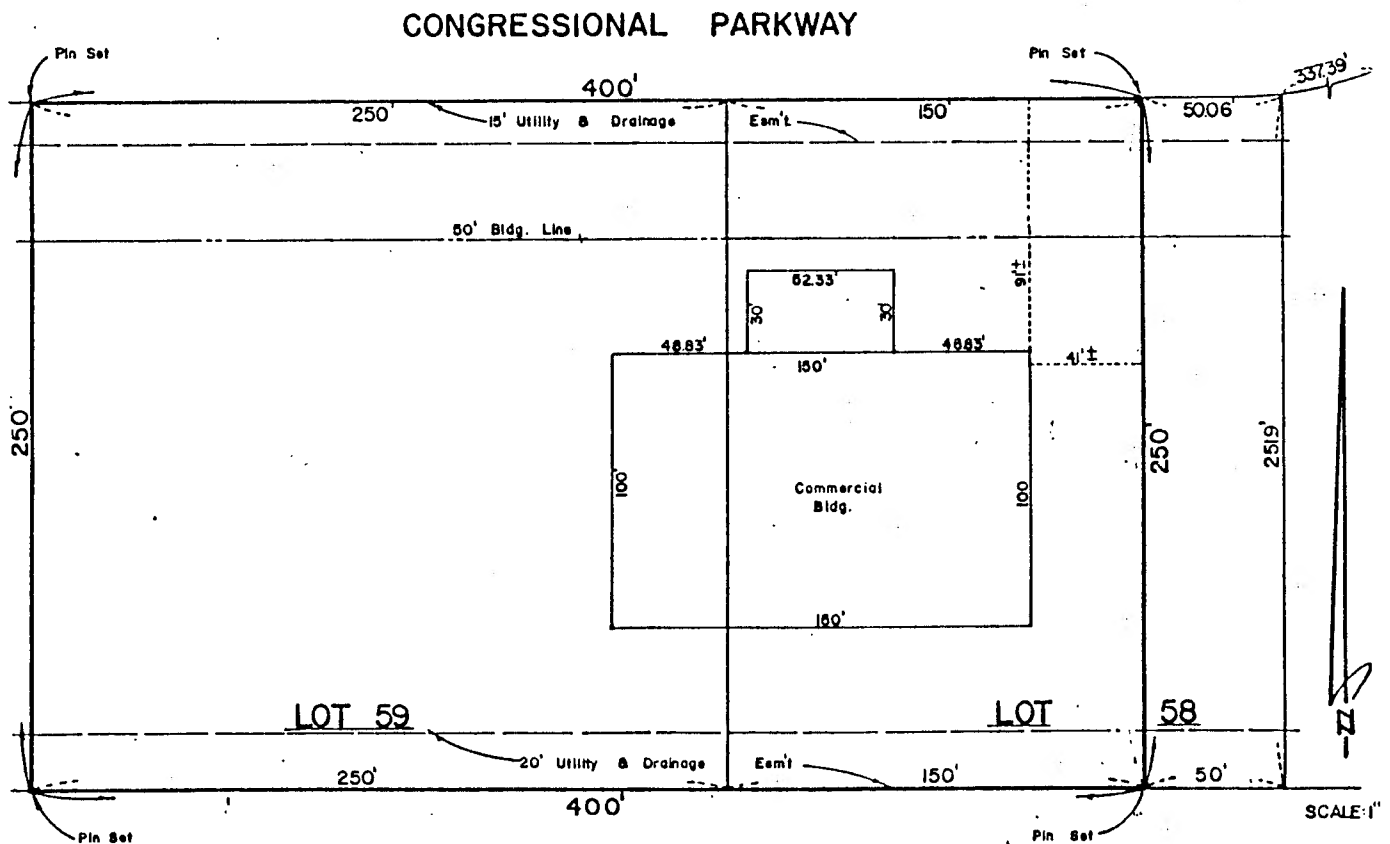 CONGRESSIONAL PARKWAY
Pin Set
Pin Set
337.39'
400'
250'
15' Utility & Drainage
Esm't.
150'
50.06'
50' Bldg. Line
52.33'
30'
30'
91'±
48.83'
48.83'
150'
41'±
250'
100'
Commercial
Bldg.
100
250'
251.9'
150'
LOT 59
LOT 58
20' Utility & Drainage
Esm't
250'
150'
50'
400'
N
SCALE:1"
Pin Set
Pin Set